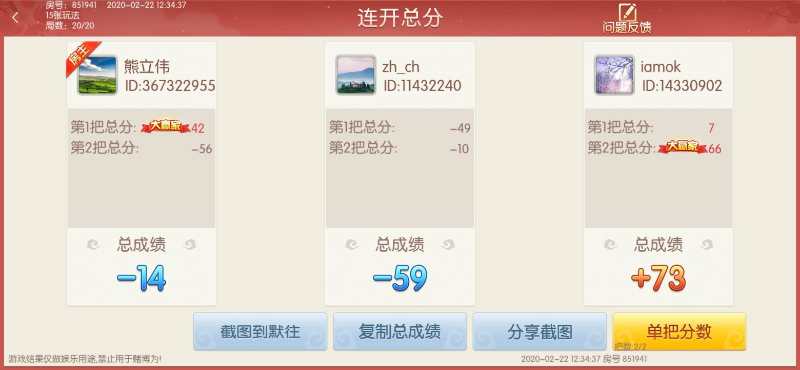 房号：851941 2020-02-22 12:34:37
15张玩法
局数：20/20
连开总分
问题反馈
房主
熊立伟
ID:367322955
第1把总分: 大赢家 42
第2把总分: -56
总成绩
-14
zh_ch
ID:11432240
第1把总分: -49
第2把总分: -10
总成绩
-59
iamok
ID:14330902
第1把总分: 7
第2把总分: 大赢家 66
总成绩
+73
截图到默往
复制总成绩
分享截图
单把分数
把数:2/2
游戏结果仅做娱乐用途,禁止用于赌博为!
2020-02-22 12:34:37 房号 851941